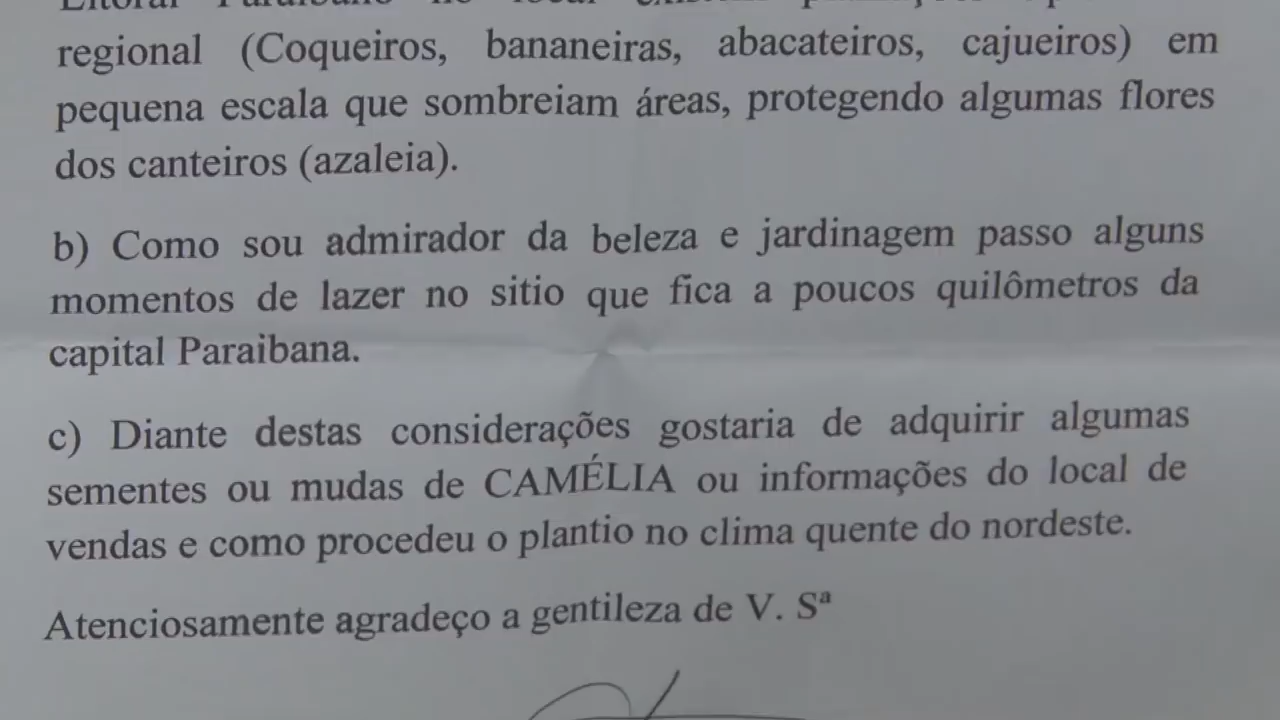 regional (Coqueiros, bananeiras, abacateiros, cajueiros) em
pequena escala que sombreiam áreas, protegendo algumas flores
dos canteiros (azaleia).
b) Como sou admirador da beleza e jardinagem passo alguns
momentos de lazer no sitio que fica a poucos quilômetros da
capital Paraibana.
c) Diante destas considerações gostaria de adquirir algumas
sementes ou mudas de CAMÉLIA ou informações do local de
vendas e como procedeu o plantio no clima quente do nordeste.
Atenciosamente agradeço a gentileza de V. Sª